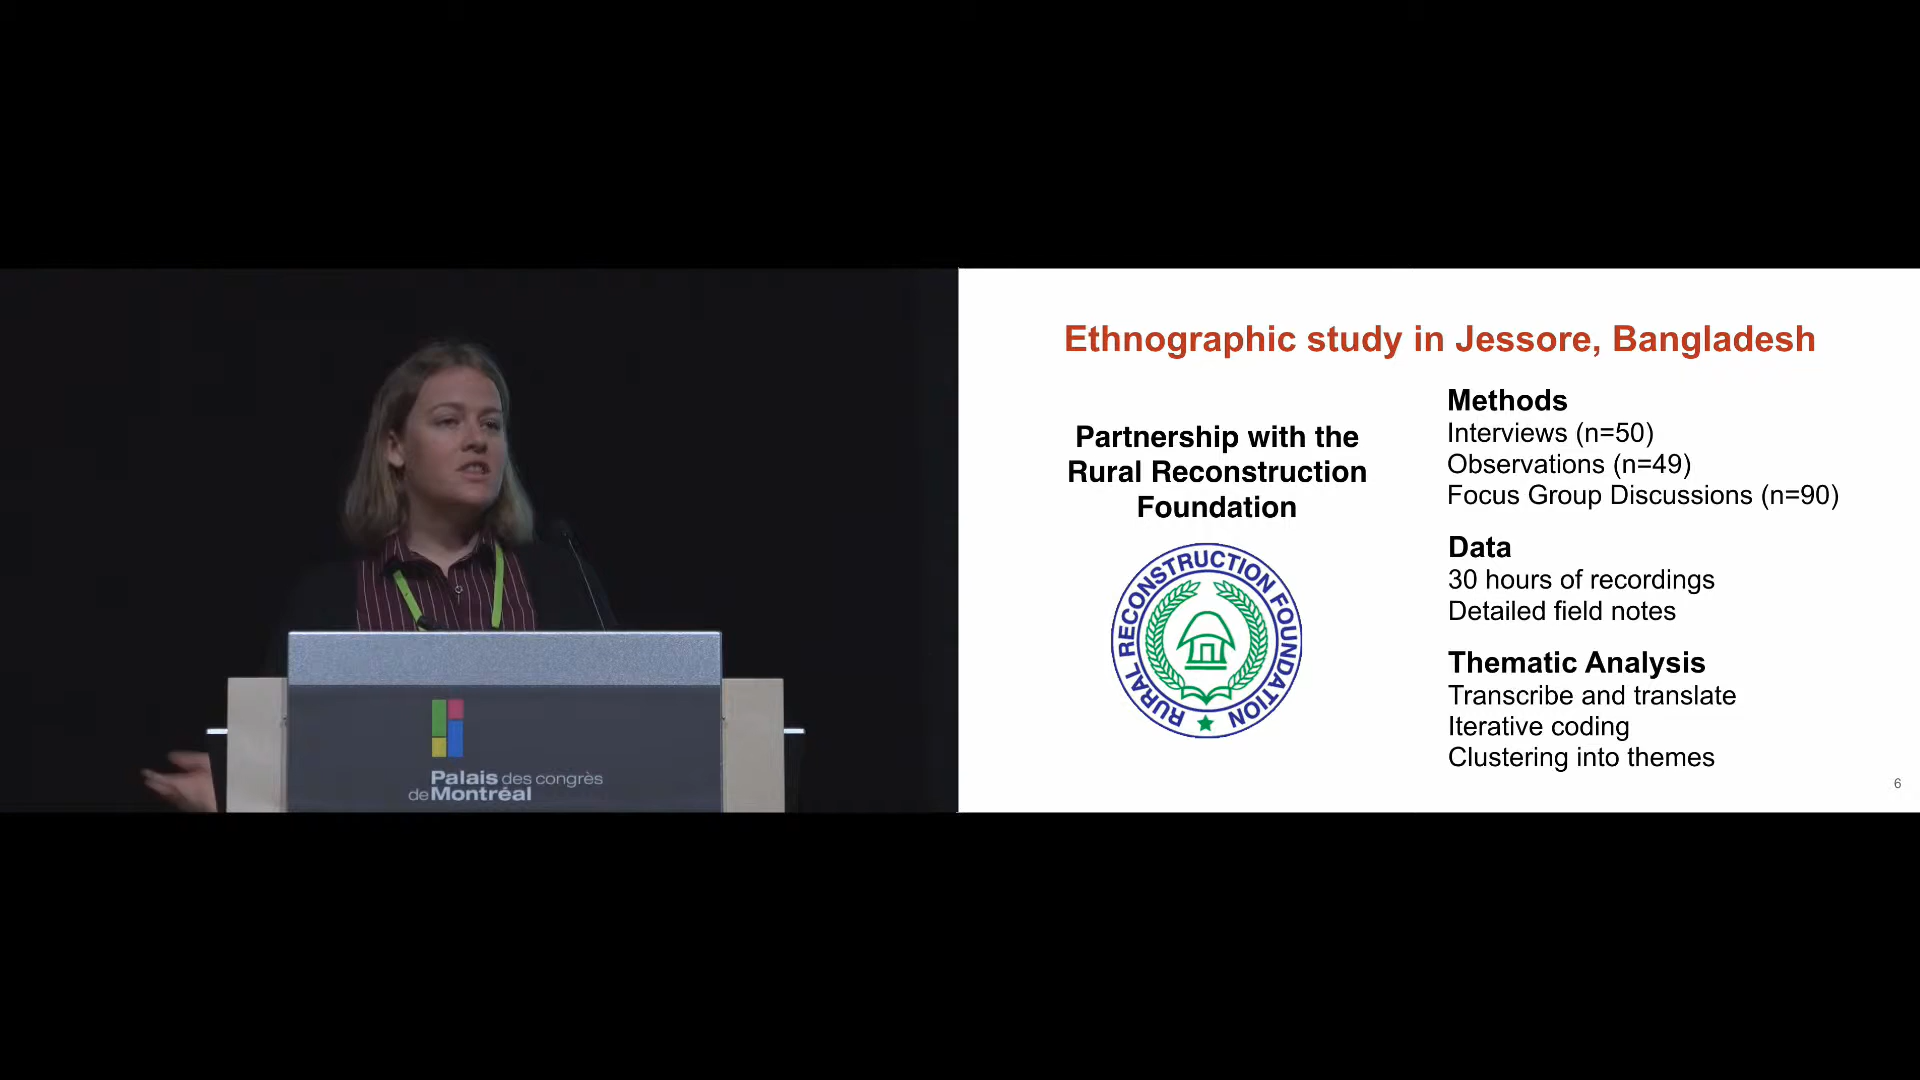 Ethnographic study in Jessore, Bangladesh
Partnership with the
Rural Reconstruction
Foundation
RURAL RECONSTRUCTION FOUNDATION
Methods
Interviews (n=50)
Observations (n=49)
Focus Group Discussions (n=90)
Data
30 hours of recordings
Detailed field notes
Thematic Analysis
Transcribe and translate
Iterative coding
Clustering into themes
6
Palais des congrès
de Montréal